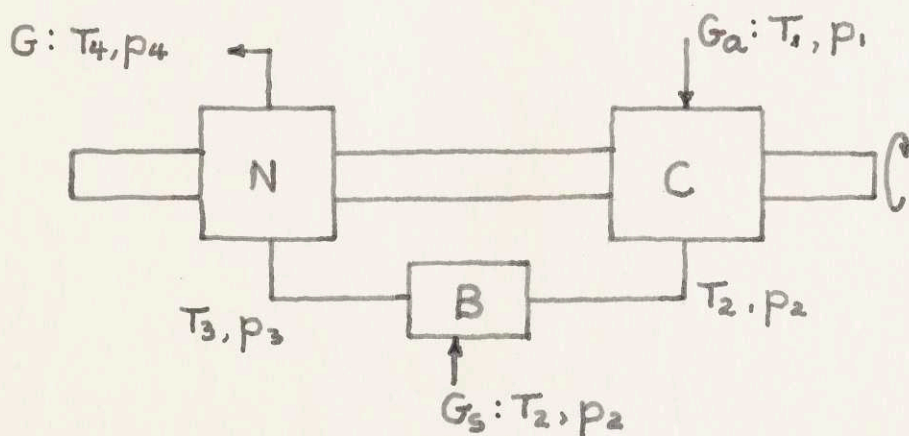 G: T₄, p₄
Gₐ: T₁, p₁
N
C
B
T₃, p₃
T₂, p₂
Gₛ: T₂, p₂